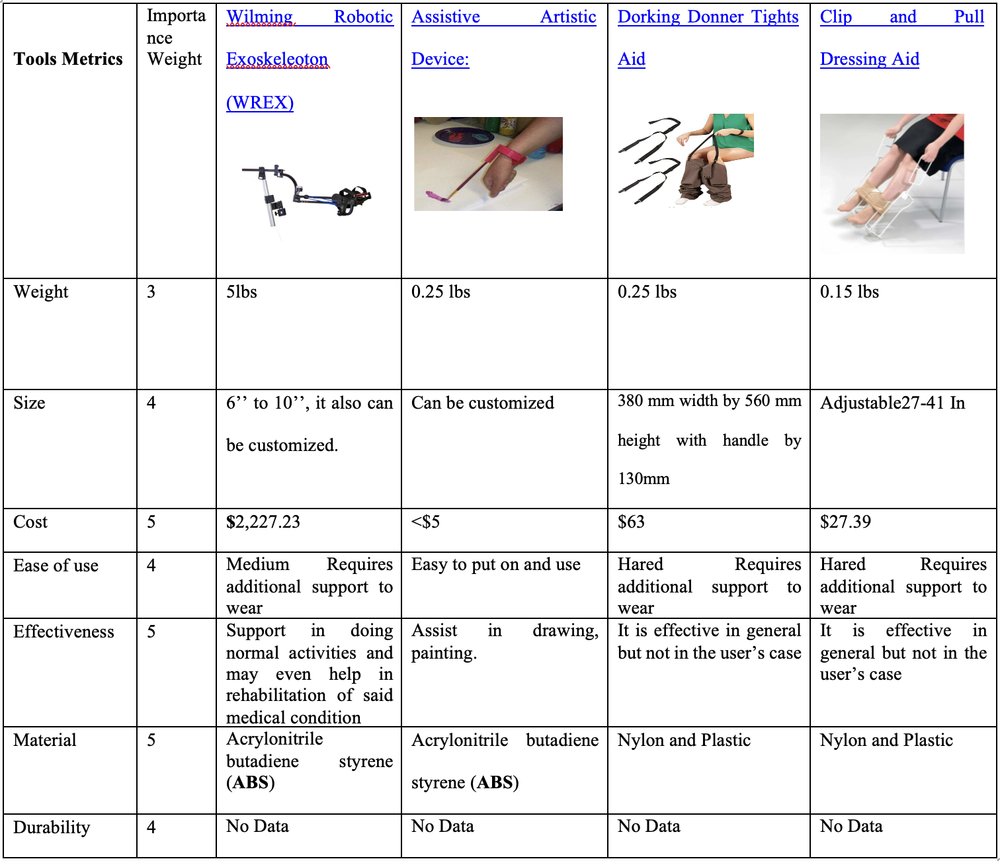 Tools Metrics
Importa
nce
Weight
Wilming Robotic
Exoskeleoton
(WREX)
Assistive Artistic
Device:
Dorking Donner Tights
Aid
Clip and Pull
Dressing Aid
Weight
3
5lbs
0.25 lbs
0.25 lbs
0.15 lbs
Size
4
6’’ to 10’’, it also can
be customized.
Can be customized
380 mm width by 560 mm
height with handle by
130mm
Adjustable27-41 In
Cost
5
$2,227.23
<$5
$63
$27.39
Ease of use
4
Medium Requires
additional support to
wear
Easy to put on and use
Hared Requires
additional support to
wear
Hared Requires
additional support to
wear
Effectiveness
5
Support in doing
normal activities and
may even help in
rehabilitation of said
medical condition
Assist in drawing,
painting.
It is effective in general
but not in the user’s case
It is effective in
general but not in the
user’s case
Material
5
Acrylonitrile
butadiene styrene
(ABS)
Acrylonitrile butadiene
styrene (ABS)
Nylon and Plastic
Nylon and Plastic
Durability
4
No Data
No Data
No Data
No Data